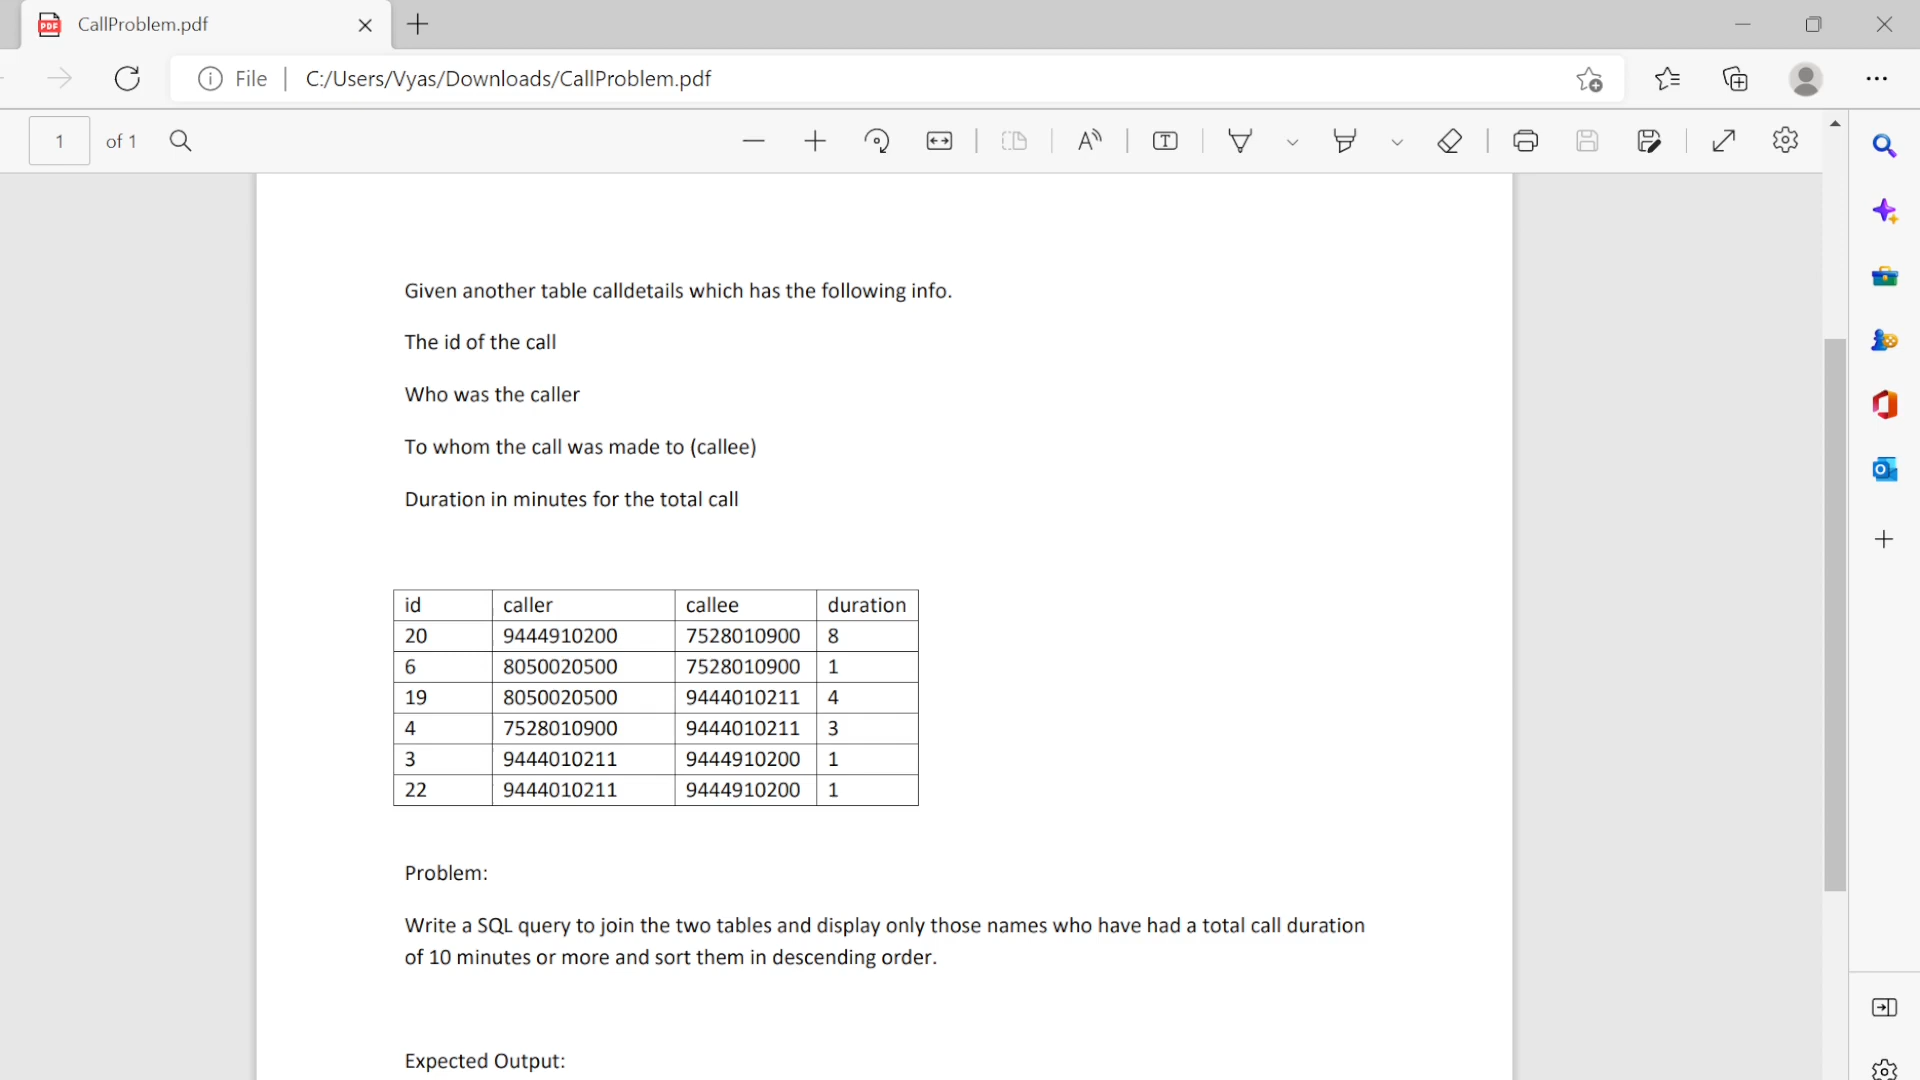 CallProblem.pdf
File C:/Users/Vyas/Downloads/CallProblem.pdf
1 of 1
Given another table calldetails which has the following info.
The id of the call
Who was the caller
To whom the call was made to (callee)
Duration in minutes for the total call
id caller callee duration
20 9444910200 7528010900 8
6 8050020500 7528010900 1
19 8050020500 9444010211 4
4 7528010900 9444010211 3
3 9444010211 9444910200 1
22 9444010211 9444910200 1
Problem:
Write a SQL query to join the two tables and display only those names who have had a total call duration
of 10 minutes or more and sort them in descending order.
Expected Output: